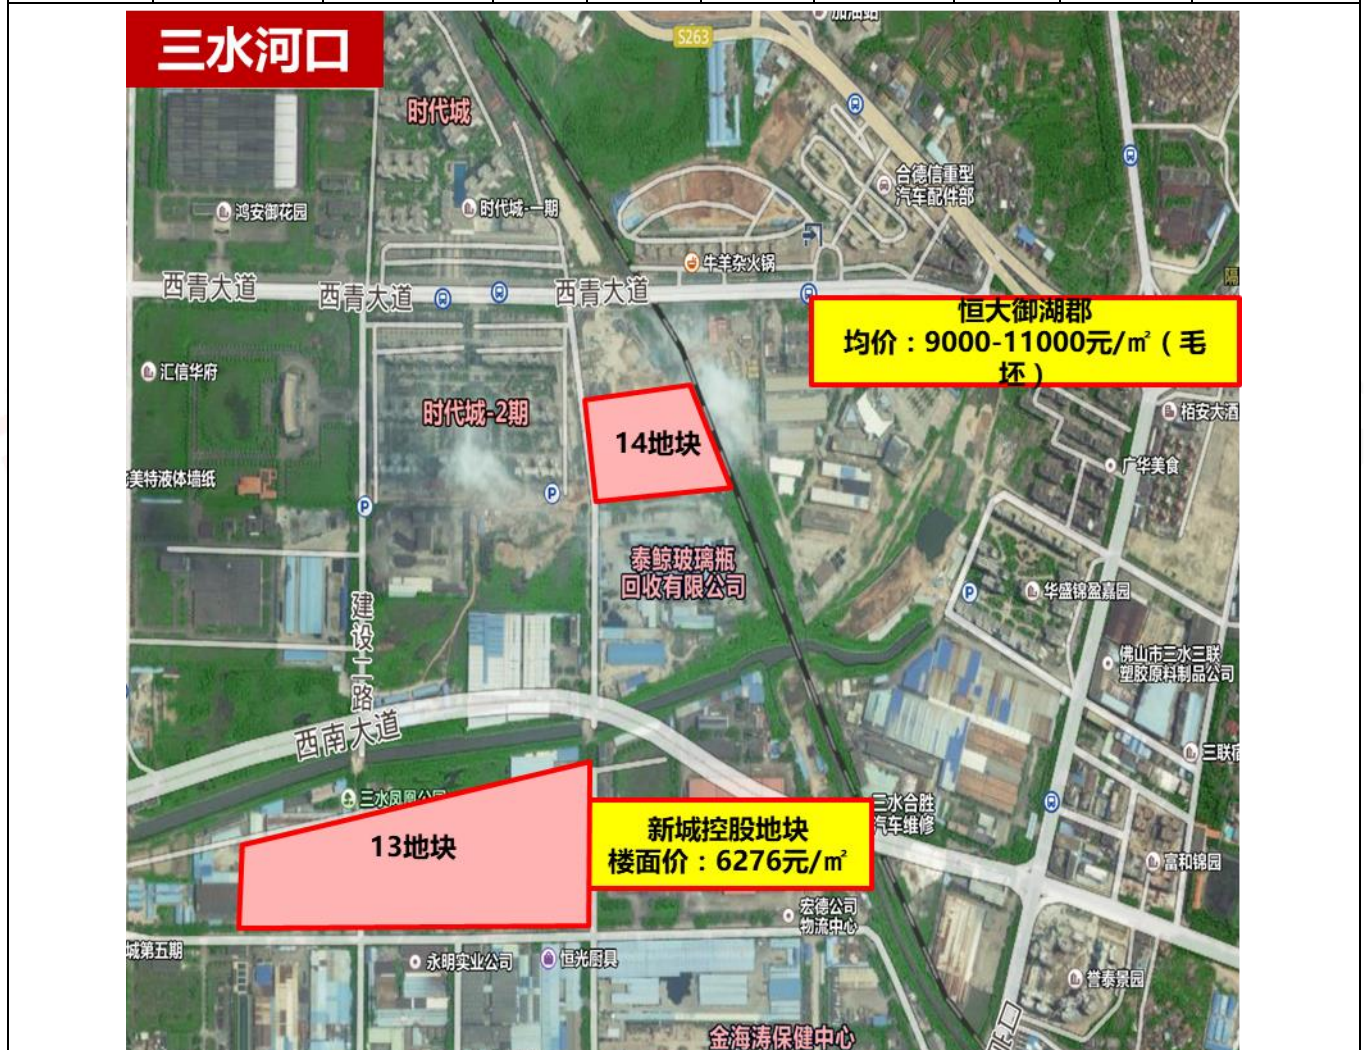 三水河口
加油站
S263
时代城
合德信重型
汽车配件部
鸿安御花园
时代城-一期
牛羊杂火锅
西青大道
西青大道
西青大道
隔
恒大御湖郡
均价：9000-11000元/㎡（毛
坯）
汇信华府
时代城-2期
14地块
栢安大酒
广华美食
美特液体墙纸
P
P
泰鲸玻璃瓶
回收有限公司
P
华盛锦盈嘉园
建设二路
佛山市三水三联
塑胶原料制品公司
西南大道
三联
三水凤凰公园
13地块
新城控股地块
楼面价：6276元/㎡
三水合胜
汽车维修
富和锦园
宏德公司
物流中心
城第五期
永明实业公司
恒光厨具
誉泰景园
金海涛保健中心
口